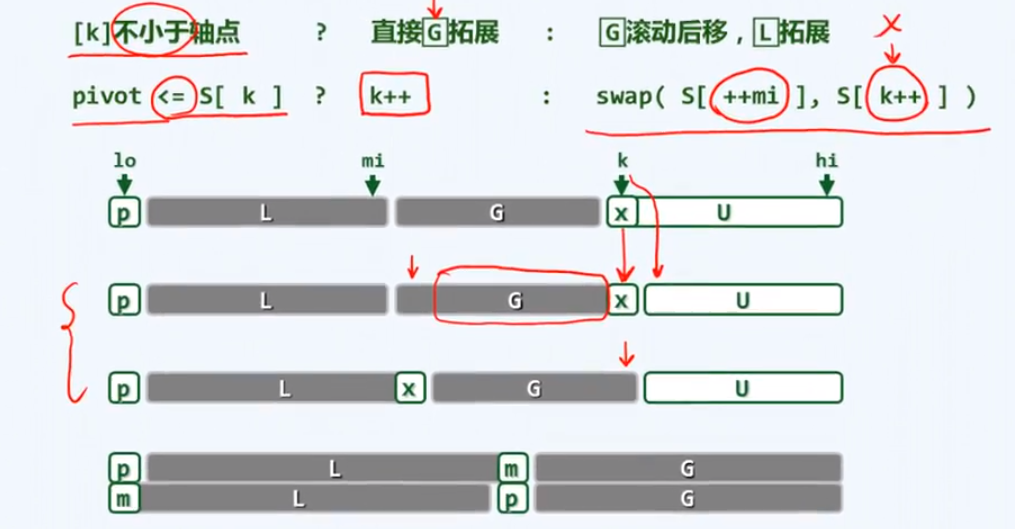 [k]不小于轴点 ? 直接G拓展 : G滚动后移,L拓展 X
pivot <= S[ k ] ? k++ : swap( S[ ++mi ], S[ k++ ] )
lo mi k hi
p L G x U
p L G x U
p L x G U
p L m G
m L p G